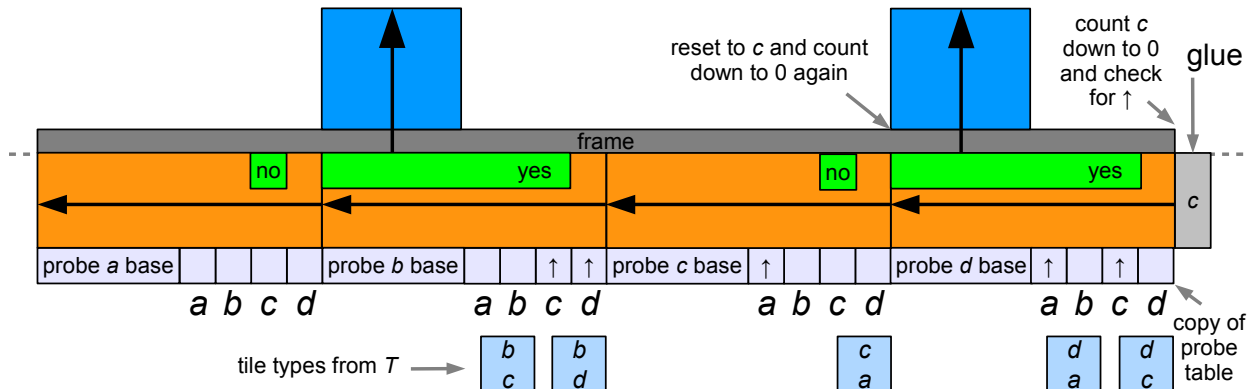 reset to c and count
down to 0 again
count c
down to 0
and check
for ↑
glue
frame
no
yes
no
yes
c
probe a base
probe b base
↑
↑
probe c base
↑
probe d base
↑
↑
a b c d
a b c d
a b c d
a b c d
copy of
probe
table
tile types from T
b
c
b
d
c
a
d
a
d
c